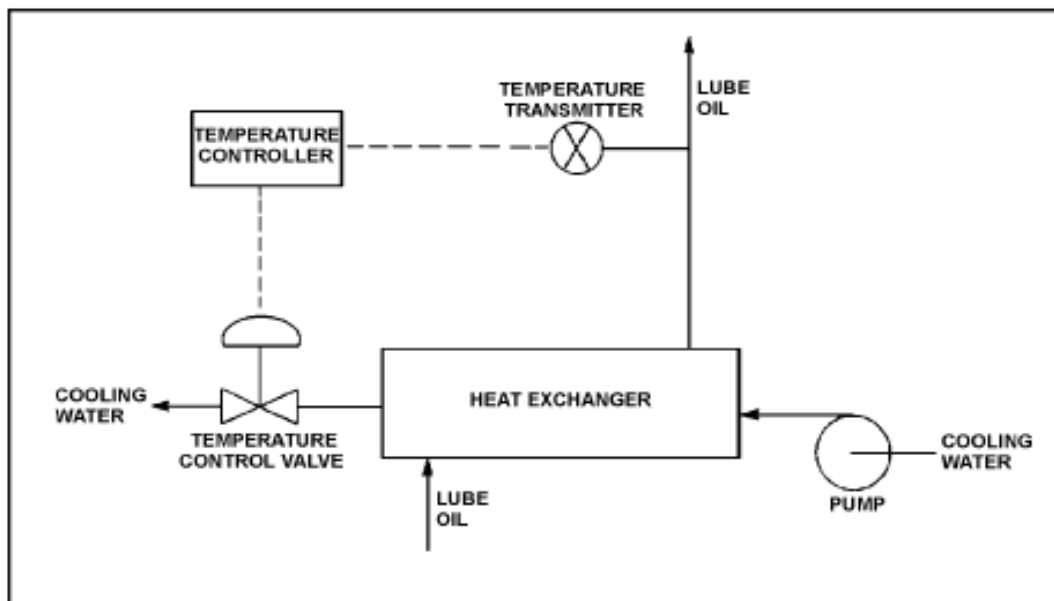 TEMPERATURE
TRANSMITTER
LUBE
OIL
TEMPERATURE
CONTROLLER
COOLING
WATER
TEMPERATURE
CONTROL VALVE
HEAT EXCHANGER
LUBE
OIL
COOLING
WATER
PUMP